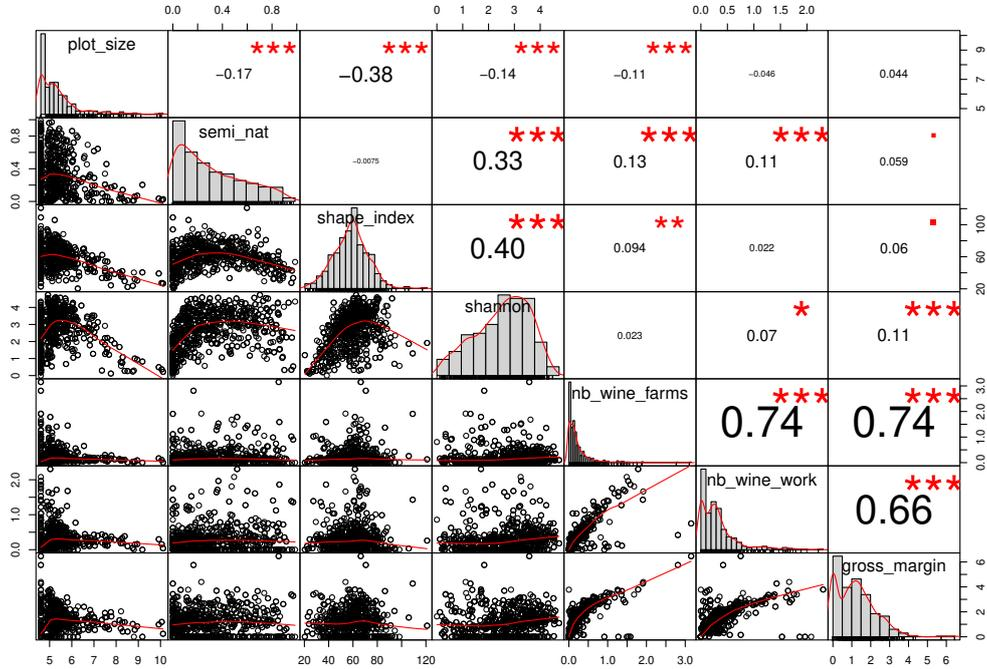 0.0 0.4 0.8 0 1 2 3 4 0.0 0.5 1.0 1.5 2.0
plot_size *** *** *** *** 9
−0.17 −0.38 −0.14 −0.11 −0.046 0.044 7
5
0.8 semi_nat *** *** ***
0.4 −0.0075 0.33 0.13 0.11 0.059
0.0
shape_index *** ** 100
0.40 0.094 0.022 0.06 60
20
4 shannon * ***
3
2 0.023 0.07 0.11
1
0
nb_wine_farms *** *** 3.0
2.0
0.74 0.74 1.0
0.0
2.0 nb_wine_work ***
1.0 0.66
0.0
gross_margin 6
4
2
0
5 6 7 8 9 10 20 40 60 80 120 0.0 1.0 2.0 3.0 0 1 2 3 4 5 6